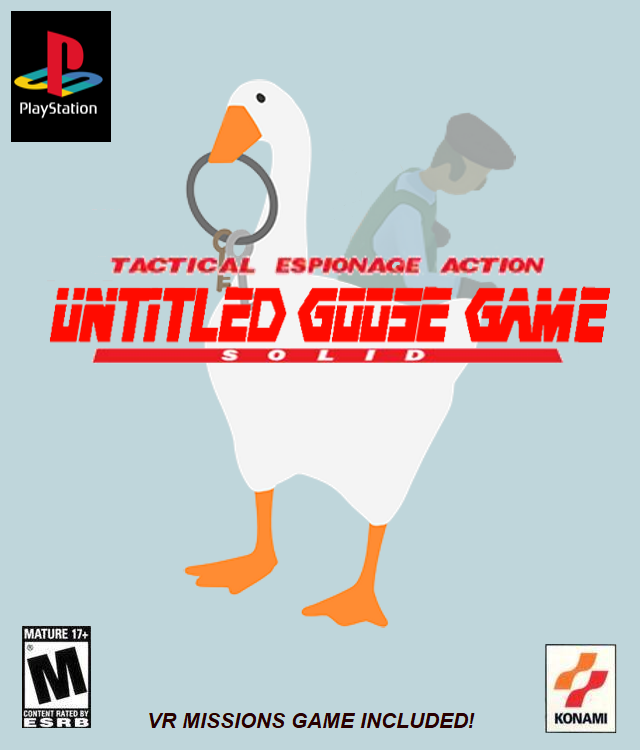 PlayStation
TACTICAL ESPIONAGE ACTION
UNTITLED GOOSE GAME
SOLID
MATURE 17+
M
CONTENT RATED BY
ESRB
VR MISSIONS GAME INCLUDED!
KONAMI